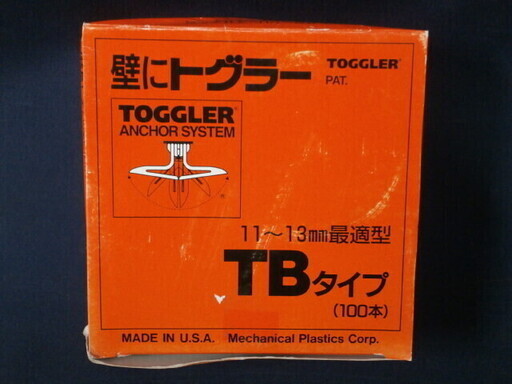 壁にトグラー
TOGGLER®
PAT.
TOGGLER®
ANCHOR SYSTEM
11～13㎜最適型
TBタイプ
(100本)
MADE IN U.S.A. Mechanical Plastics Corp.